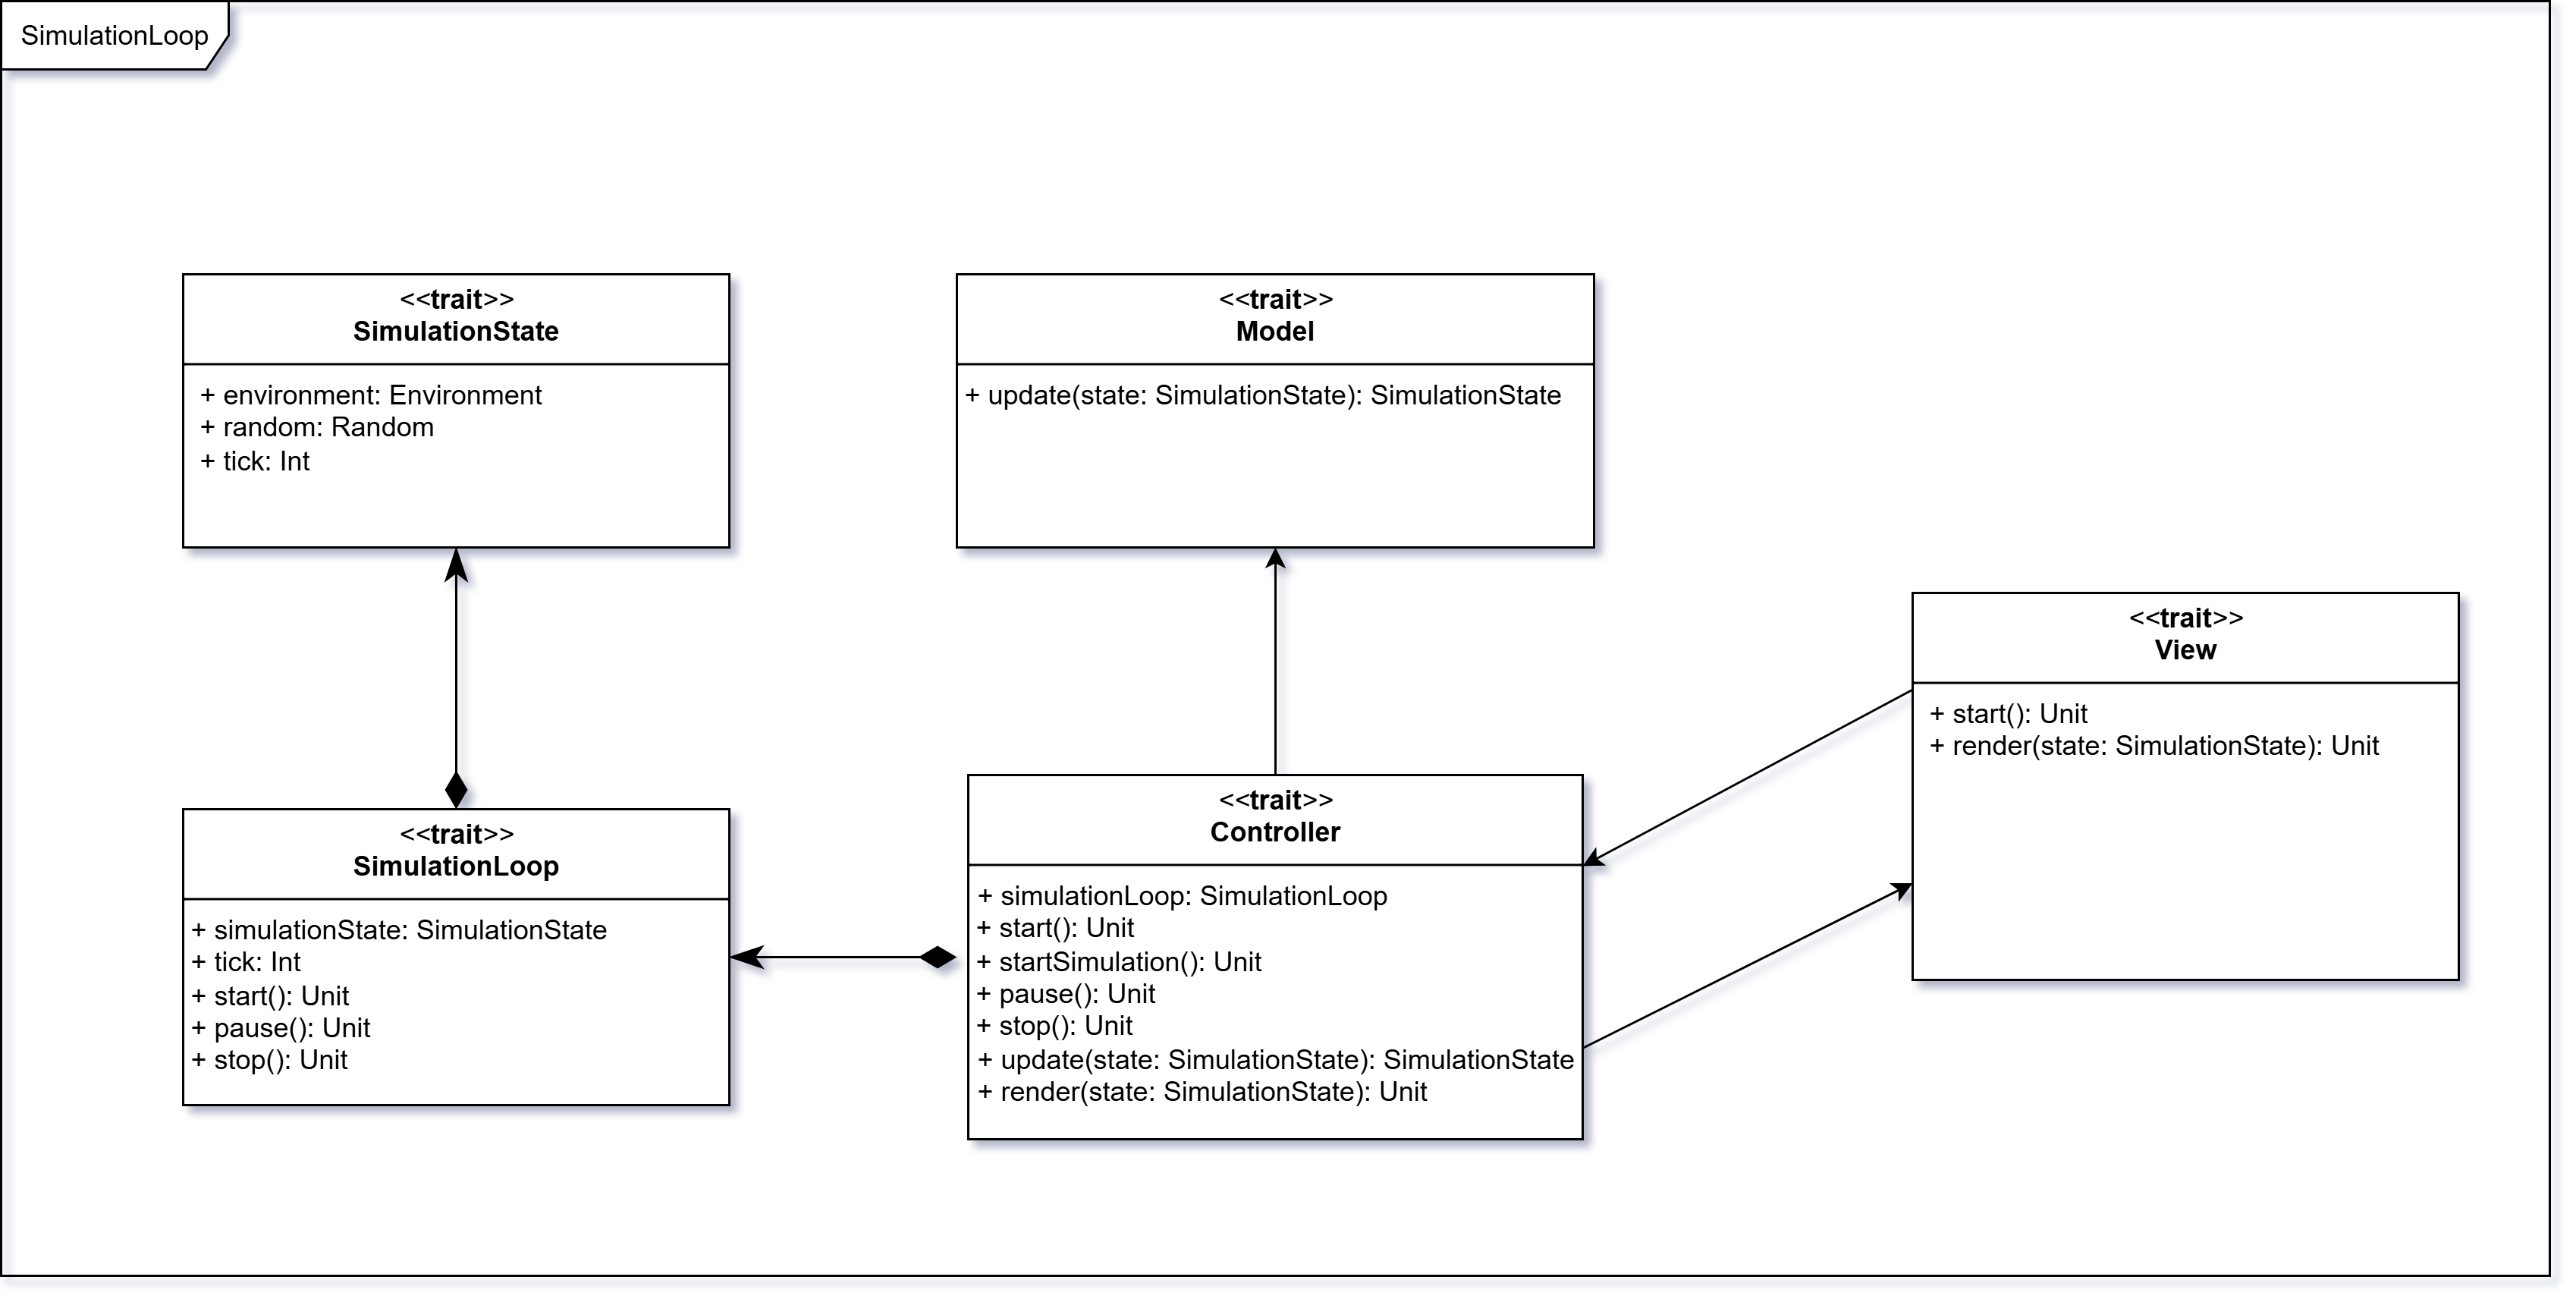 SimulationLoop
<<trait>>
SimulationState
+ environment: Environment
+ random: Random
+ tick: Int
<<trait>>
Model
+ update(state: SimulationState): SimulationState
<<trait>>
View
+ start(): Unit
+ render(state: SimulationState): Unit
<<trait>>
SimulationLoop
+ simulationState: SimulationState
+ tick: Int
+ start(): Unit
+ pause(): Unit
+ stop(): Unit
<<trait>>
Controller
+ simulationLoop: SimulationLoop
+ start(): Unit
+ startSimulation(): Unit
+ pause(): Unit
+ stop(): Unit
+ update(state: SimulationState): SimulationState
+ render(state: SimulationState): Unit